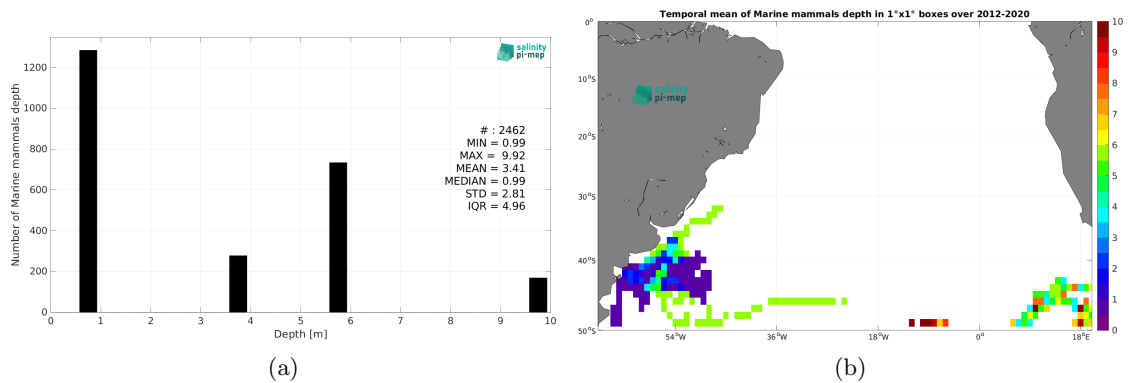 salinity
pi-mep
# : 2462
MIN = 0.99
MAX = 9.92
MEAN = 3.41
MEDIAN = 0.99
STD = 2.81
IQR = 4.96
Number of Marine mammals depth
1200
1000
800
600
400
200
0
0 1 2 3 4 5 6 7 8 9 10
Depth [m]
(a)
Temporal mean of Marine mammals depth in 1°x1° boxes over 2012-2020
salinity
pi-mep
0°
10°S
20°S
30°S
40°S
50°S
54°W 36°W 18°W 0° 18°E
10
9
8
7
6
5
4
3
2
1
0
(b)